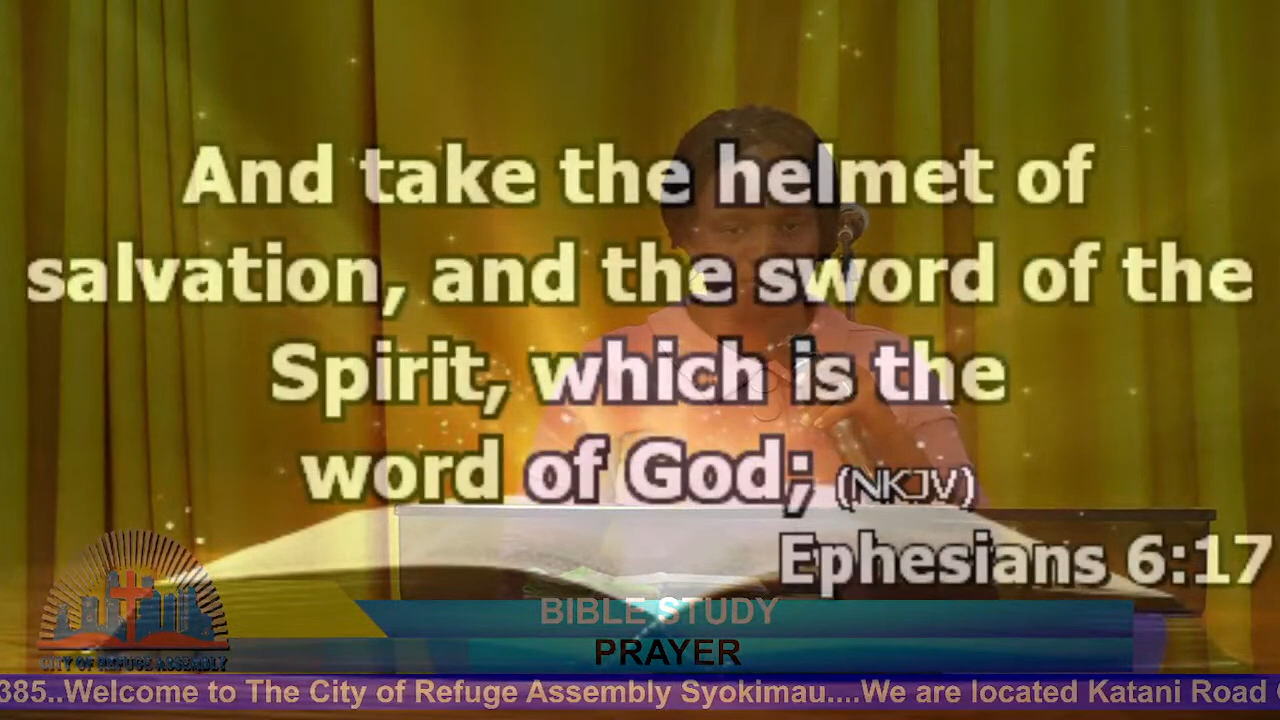 And take the helmet of
salvation, and the sword of the
Spirit, which is the
word of God; (NKJV)
Ephesians 6:17
BIBLE STUDY
PRAYER
CITY OF REFUGE ASSEMBLY
385..Welcome to The City of Refuge Assembly Syokimau....We are located Katani Road